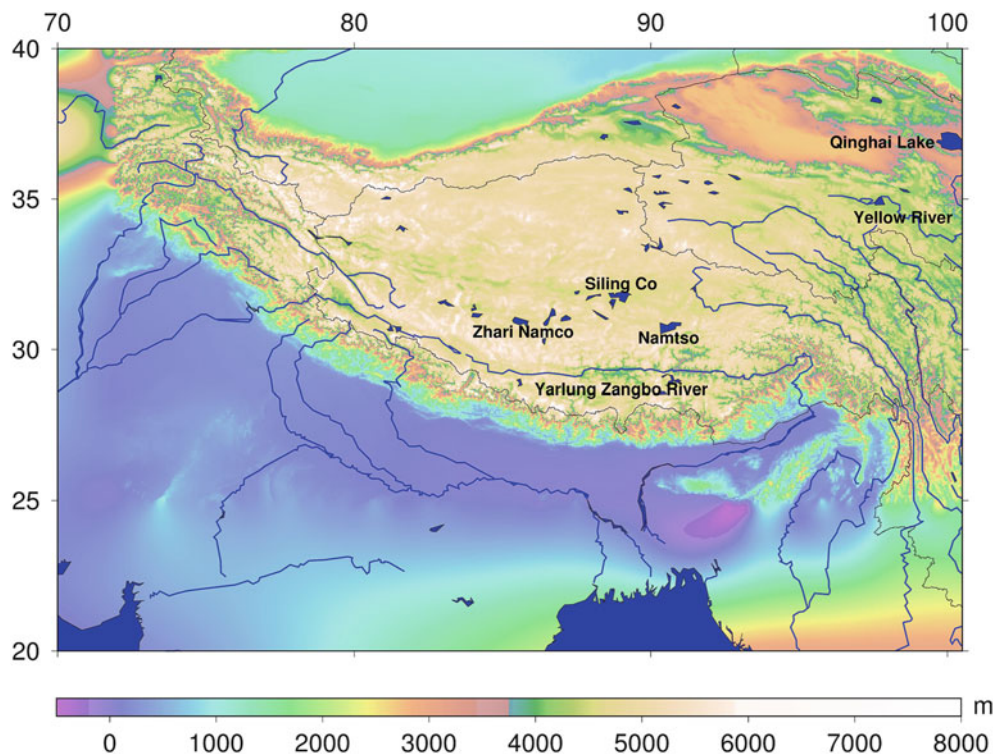 70 80 90 100
40
Qinghai Lake
35
Yellow River
Siling Co
Zhari Namco
Namtso
30
Yarlung Zangbo River
25
20
m
0 1000 2000 3000 4000 5000 6000 7000 8000